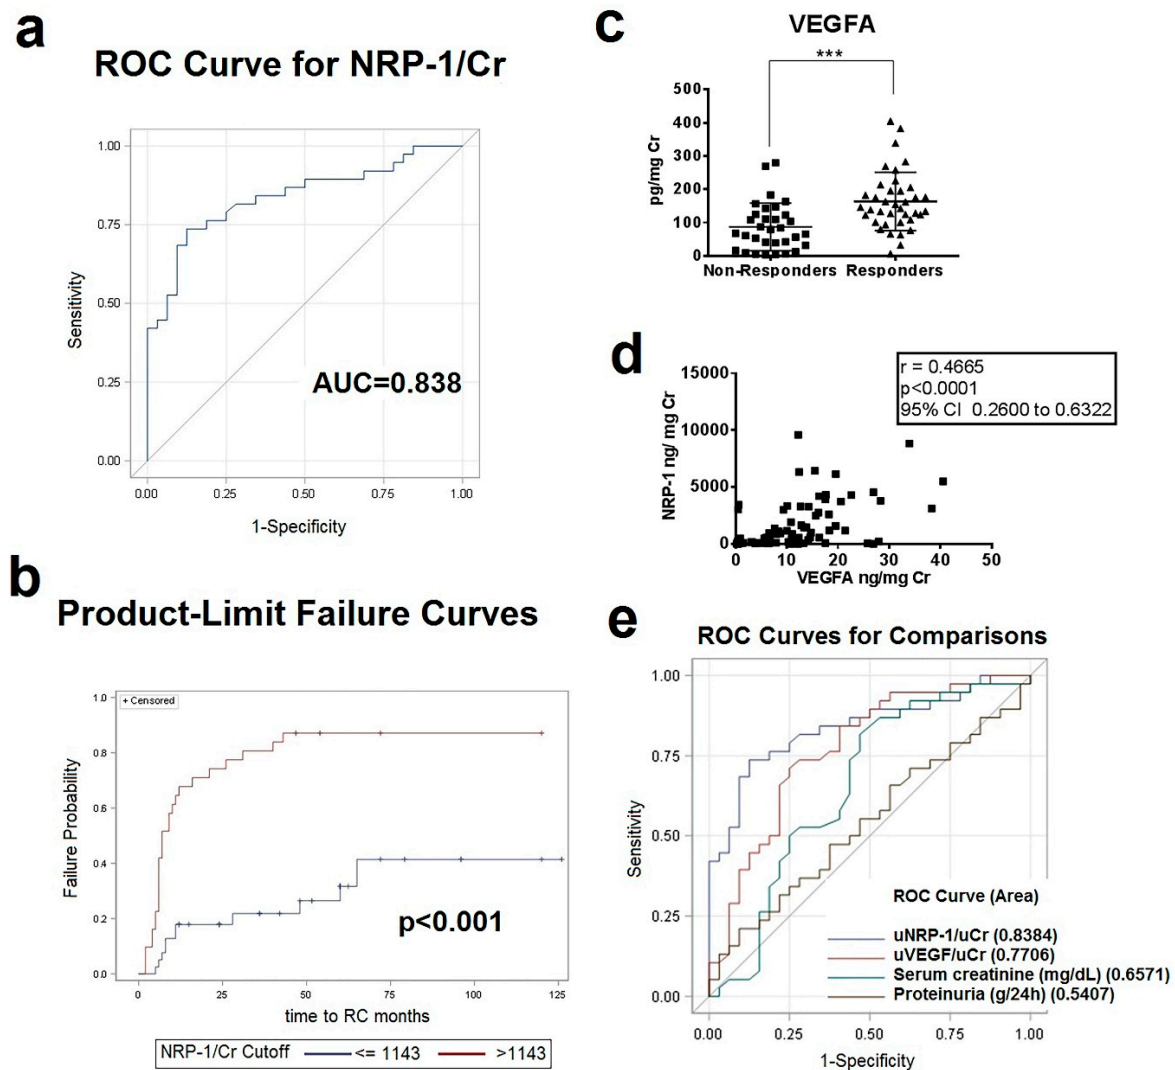 a
ROC Curve for NRP-1/Cr
1.00
0.75
0.50
0.25
0.00
Sensitivity
AUC=0.838
0.00 0.25 0.50 0.75 1.00
1-Specificity
b
Product-Limit Failure Curves
+ Censored
1.0
0.8
0.6
0.4
0.2
0.0
Failure Probability
p<0.001
0 25 50 75 100 125
time to RC months
NRP-1/Cr Cutoff <= 1143 >1143
c
VEGFA
***
500
400
300
200
100
0
pg/mg Cr
Non-Responders Responders
d
r = 0.4665
p<0.0001
95% CI 0.2600 to 0.6322
15000
10000
5000
0
NRP-1 ng/ mg Cr
0 10 20 30 40 50
VEGFA ng/mg Cr
e
ROC Curves for Comparisons
1.00
0.75
0.50
0.25
0.00
Sensitivity
ROC Curve (Area)
uNRP-1/uCr (0.8384)
uVEGF/uCr (0.7706)
Serum creatinine (mg/dL) (0.6571)
Proteinuria (g/24h) (0.5407)
0.00 0.25 0.50 0.75 1.00
1-Specificity